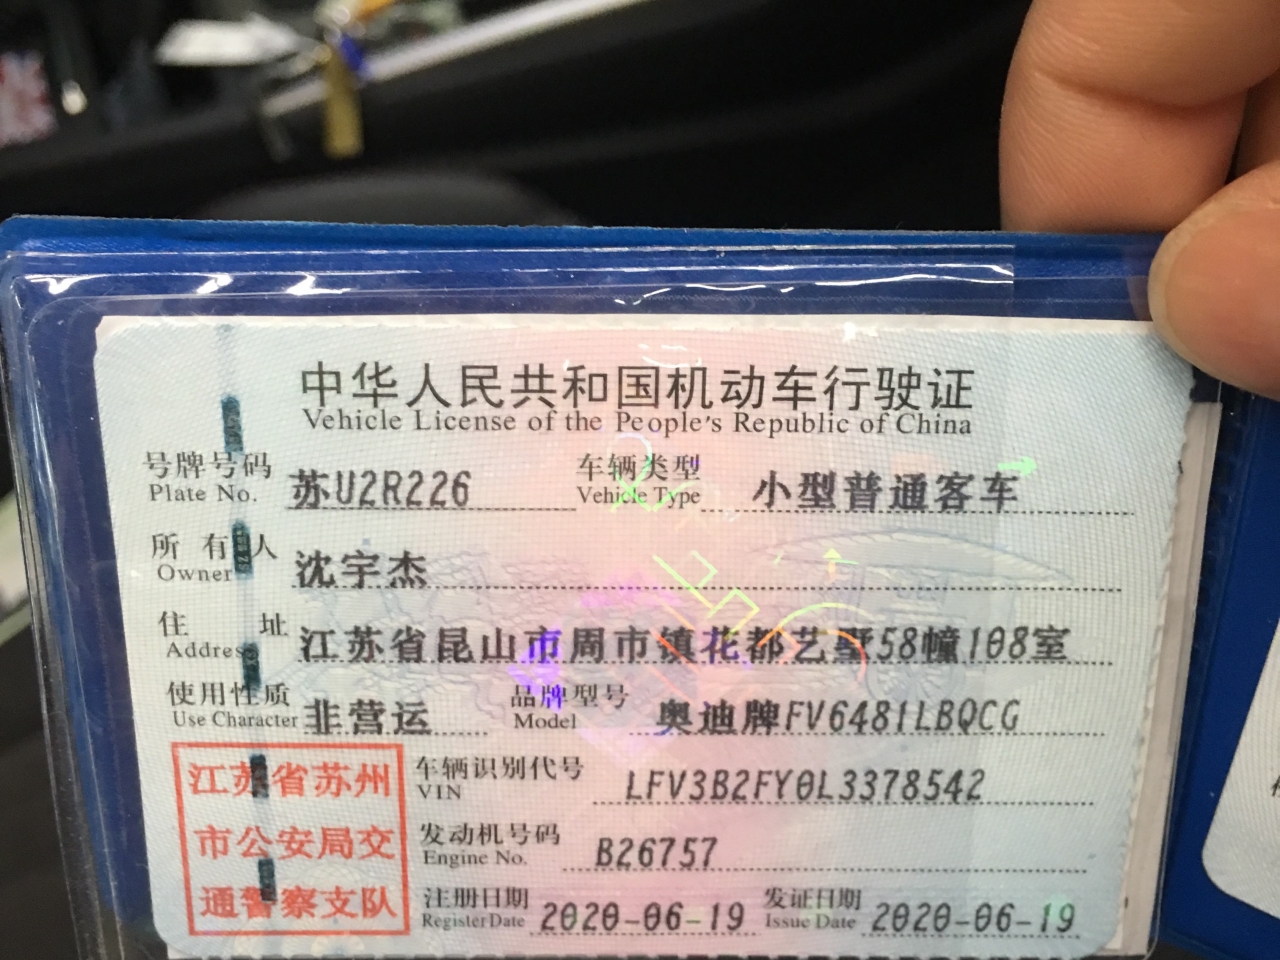 中华人民共和国机动车行驶证
Vehicle License of the People's Republic of China
号牌号码 苏U2R226 车辆类型 小型普通客车
Plate No. Vehicle Type
所有人 沈宇杰
Owner
住址 江苏省昆山市周市镇花都艺墅58幢108室
Address
使用性质 非营运 品牌型号 奥迪牌FV6481LBQCG
Use Character Model
江苏省苏州
市公安局交
通警察支队
车辆识别代号 LFV3B2FY0L3378542
VIN
发动机号码 B26757
Engine No.
注册日期 2020-06-19 发证日期 2020-06-19
Register Date Issue Date